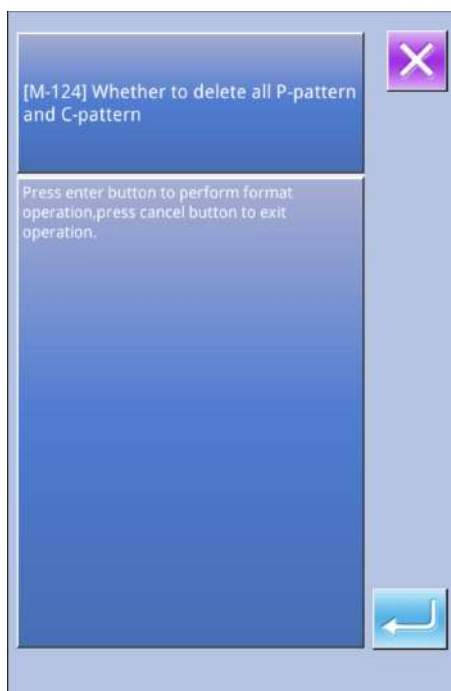 [M-124] Whether to delete all P-pattern
and C-pattern
Press enter button to perform format
operation,press cancel button to exit
operation.